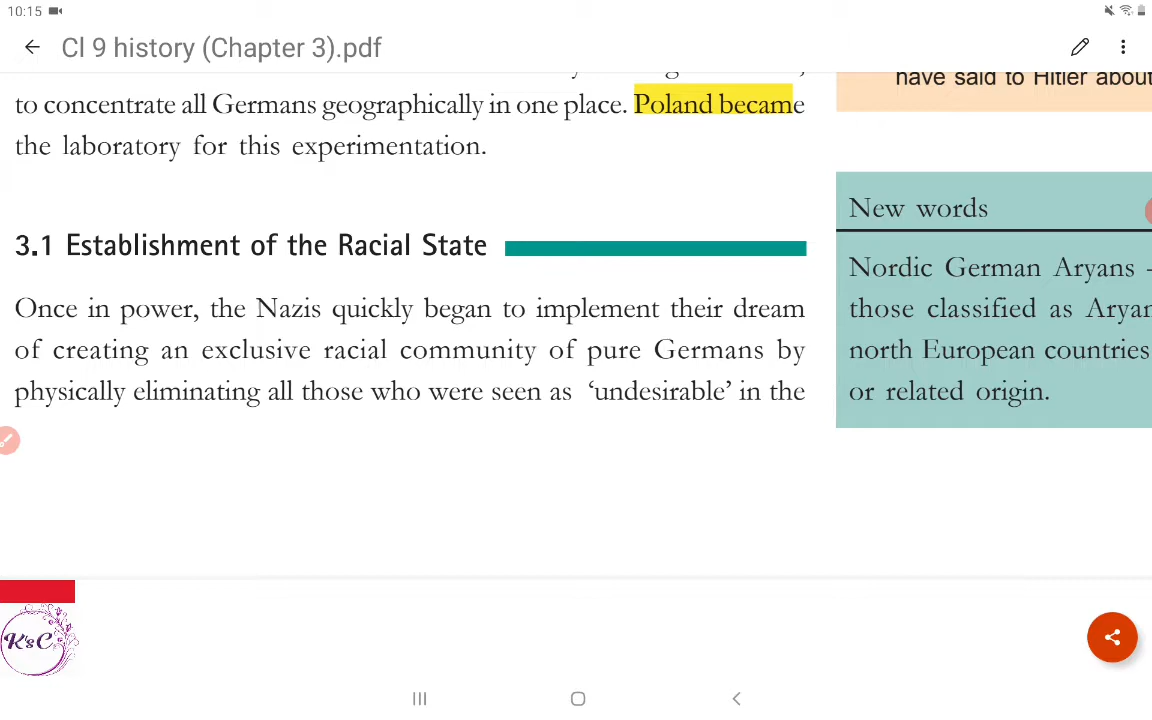 10:15
Cl 9 history (Chapter 3).pdf
have said to Hitler about
to concentrate all Germans geographically in one place. Poland became
the laboratory for this experimentation.
3.1 Establishment of the Racial State
Once in power, the Nazis quickly began to implement their dream
of creating an exclusive racial community of pure Germans by
physically eliminating all those who were seen as ‘undesirable’ in the
New words
Nordic German Aryans -
those classified as Aryan
north European countries
or related origin.
K'sC